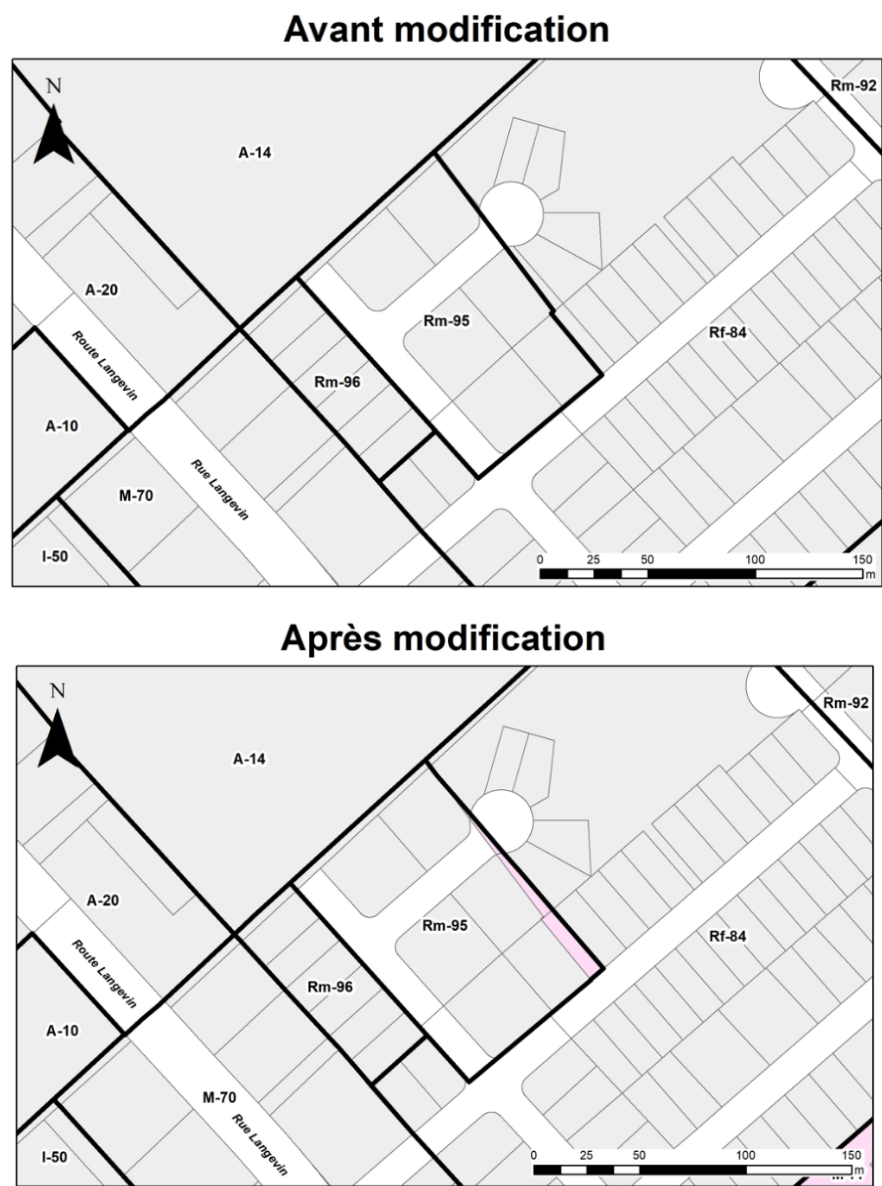 Avant modification
N
Rm-92
A-14
A-20
Rm-95
Rf-84
Route Langevin
Rm-96
A-10
Rue Langevin
M-70
I-50
0 25 50 100 150
m
Après modification
N
Rm-92
A-14
A-20
Rm-95
Rf-84
Route Langevin
Rm-96
A-10
M-70
Rue Langevin
I-50
0 25 50 100 150
m